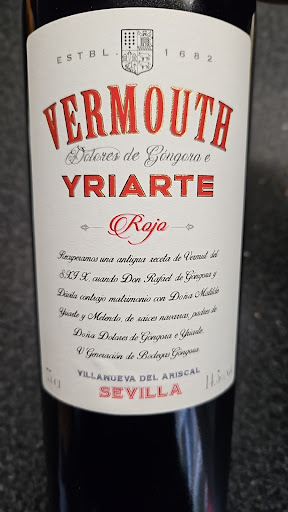 ESTBL. 1682
VERMOUTH
Dolores de Góngora e
YRIARTE
Rojo
Recuperamos una antigua receta de Vermut del
SXIX, cuando Don Rafael de Góngora y
Dávila contrajo matrimonio con Doña Matilde
Yriarte y Melendo, de raíces navarras, padres de
Doña Dolores de Góngora e Yriarte.
V Generación de Bodegas Góngora.
VILLANUEVA DEL ARISCAL
SEVILLA